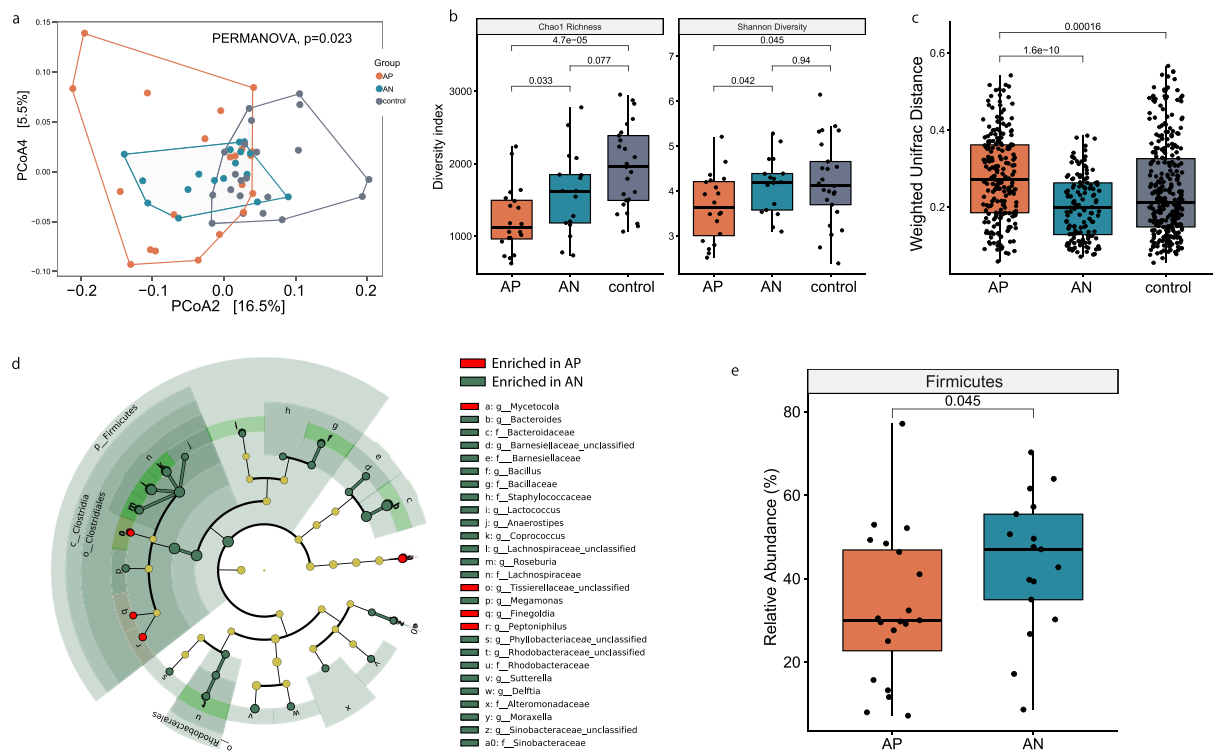 a
PERMANOVA, p=0.023
Group
AP
AN
control
0.15
0.10
0.05
0.00
−0.05
−0.10
PCoA4 [5.5%]
−0.2
−0.1
0.0
0.1
0.2
PCoA2 [16.5%]
b
Chao1 Richness
Shannon Diversity
4.7e−05
0.077
0.033
0.045
0.94
0.042
Diversity index
3000
2000
1000
7
6
5
4
3
AP
AN
control
AP
AN
control
c
0.00016
1.6e−10
Weighted Unifrac Distance
0.6
0.4
0.2
AP
AN
control
d
p__Firmicutes
c__Clostridia
o__Clostridiales
o__Rhodobacterales
h
g
i
e
d
c
n
l
m
p
q
r
s
u
v
w
x
y
Enriched in AP
Enriched in AN
a: g__Mycetocola
b: g__Bacteroides
c: f__Bacteroidaceae
d: g__Barnesiellaceae_unclassified
e: f__Barnesiellaceae
f: g__Bacillus
g: f__Bacillaceae
h: f__Staphylococcaceae
i: g__Lactococcus
j: g__Anaerostipes
k: g__Coprococcus
l: g__Lachnospiraceae_unclassified
m: g__Roseburia
n: f__Lachnospiraceae
o: g__Tissierellaceae_unclassified
p: g__Megamonas
q: g__Finegoldia
r: g__Peptoniphilus
s: g__Phyllobacteriaceae_unclassified
t: g__Rhodobacteraceae_unclassified
u: f__Rhodobacteraceae
v: g__Sutterella
w: g__Delftia
x: f__Alteromonadaceae
y: g__Moraxella
z: g__Sinobacteraceae_unclassified
a0: f__Sinobacteraceae
e
Firmicutes
0.045
Relative Abundance (%)
80
60
40
20
AP
AN